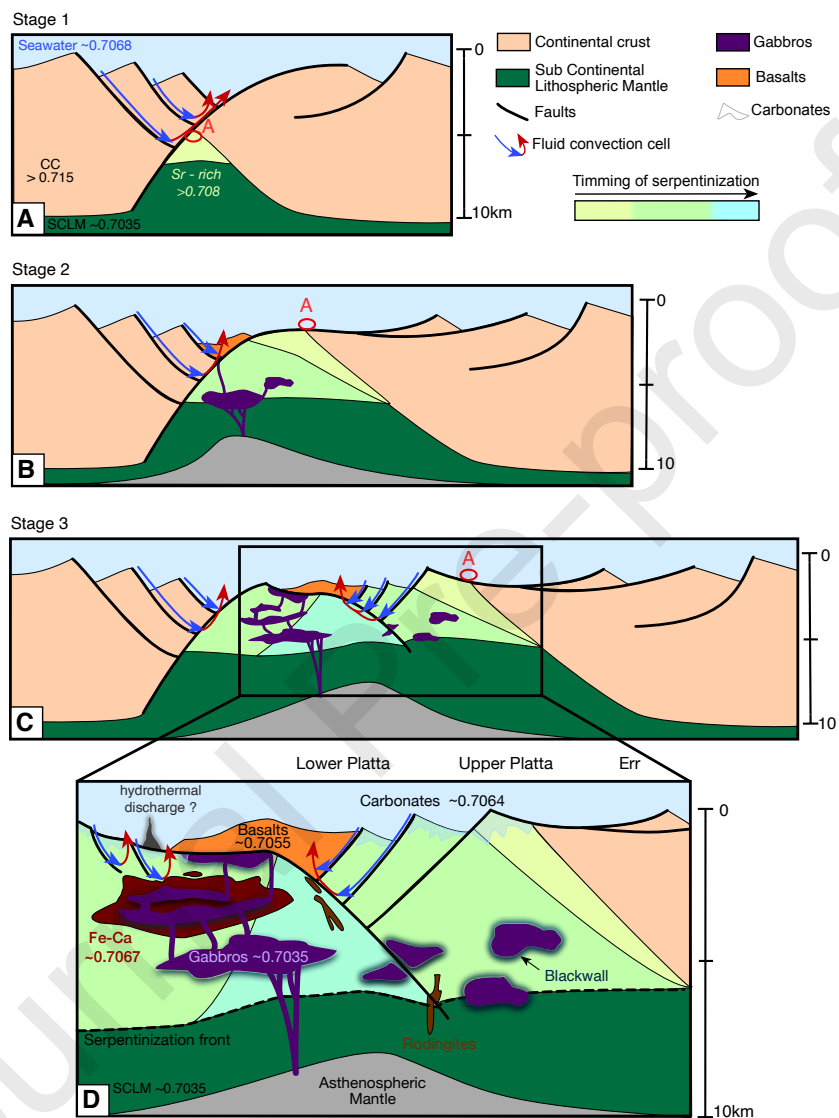 Stage 1
Seawater ~0.7068
A
CC
> 0.715
Sr - rich
>0.708
SCLM ~0.7035
A
0
10km
Continental crust
Sub Continental
Lithospheric Mantle
Faults
Fluid convection cell
Gabbros
Basalts
Carbonates
Timming of serpentinization
Stage 2
A
B
0
10
Stage 3
A
C
0
10
Lower Platta
Upper Platta
Err
hydrothermal
discharge ?
Carbonates ~0.7064
Basalts
~0.7055
Fe-Ca
~0.7067
Gabbros ~0.7035
Blackwall
Serpentinization front
Rodingites
SCLM ~0.7035
Asthenospheric
Mantle
D
0
10km
urnal Pre-proof